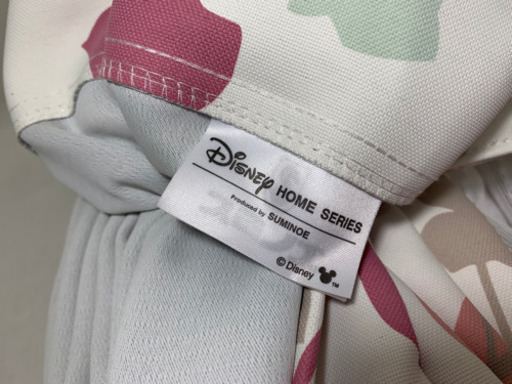 Disney HOME SERIES
Produced by SUMINOE
© Disney ™